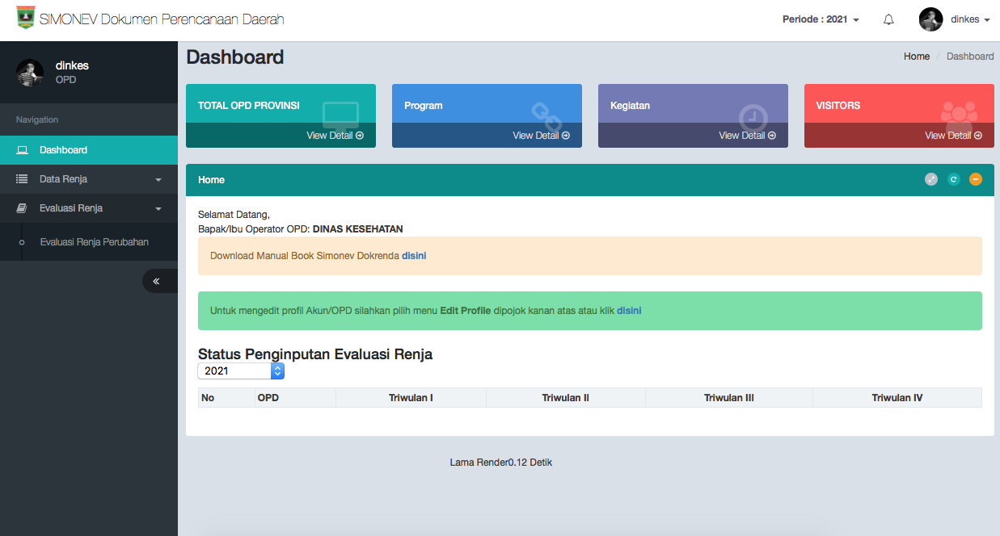 SIMONEV Dokumen Perencanaan Daerah
Periode : 2021
dinkes
dinkes
OPD
Navigation
Dashboard
Data Renja
Evaluasi Renja
Evaluasi Renja Perubahan
Dashboard
Home / Dashboard
TOTAL OPD PROVINSI
View Detail
Program
View Detail
Kegiatan
View Detail
VISITORS
View Detail
Home
Selamat Datang,
Bapak/Ibu Operator OPD: DINAS KESEHATAN
Download Manual Book Simonev Dokrenda disini
Untuk mengedit profil Akun/OPD silahkan pilih menu Edit Profile dipojok kanan atas atau klik disini
Status Penginputan Evaluasi Renja
2021
No OPD Triwulan I Triwulan II Triwulan III Triwulan IV
Lama Render0.12 Detik